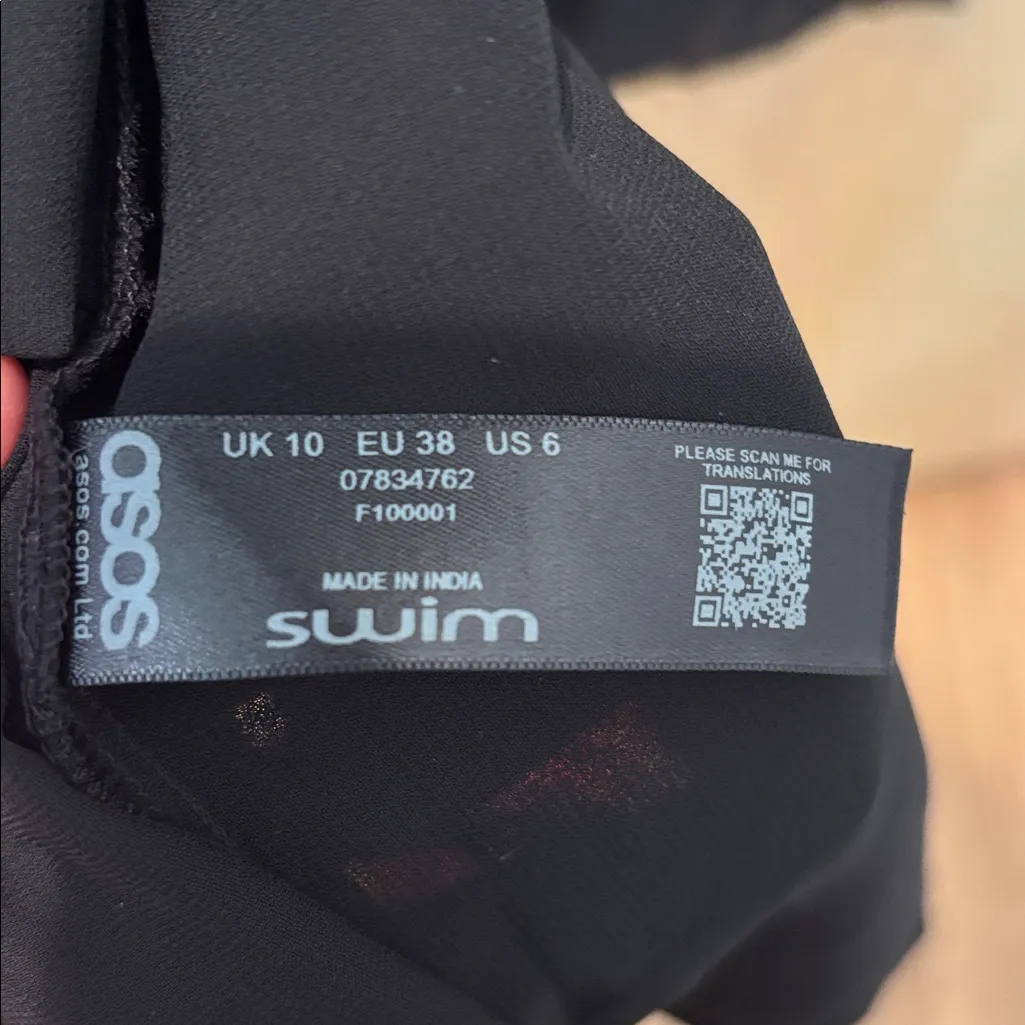 asos
asos.com Ltd
UK 10 EU 38 US 6
07834762
F100001
MADE IN INDIA
swim
PLEASE SCAN ME FOR
TRANSLATIONS